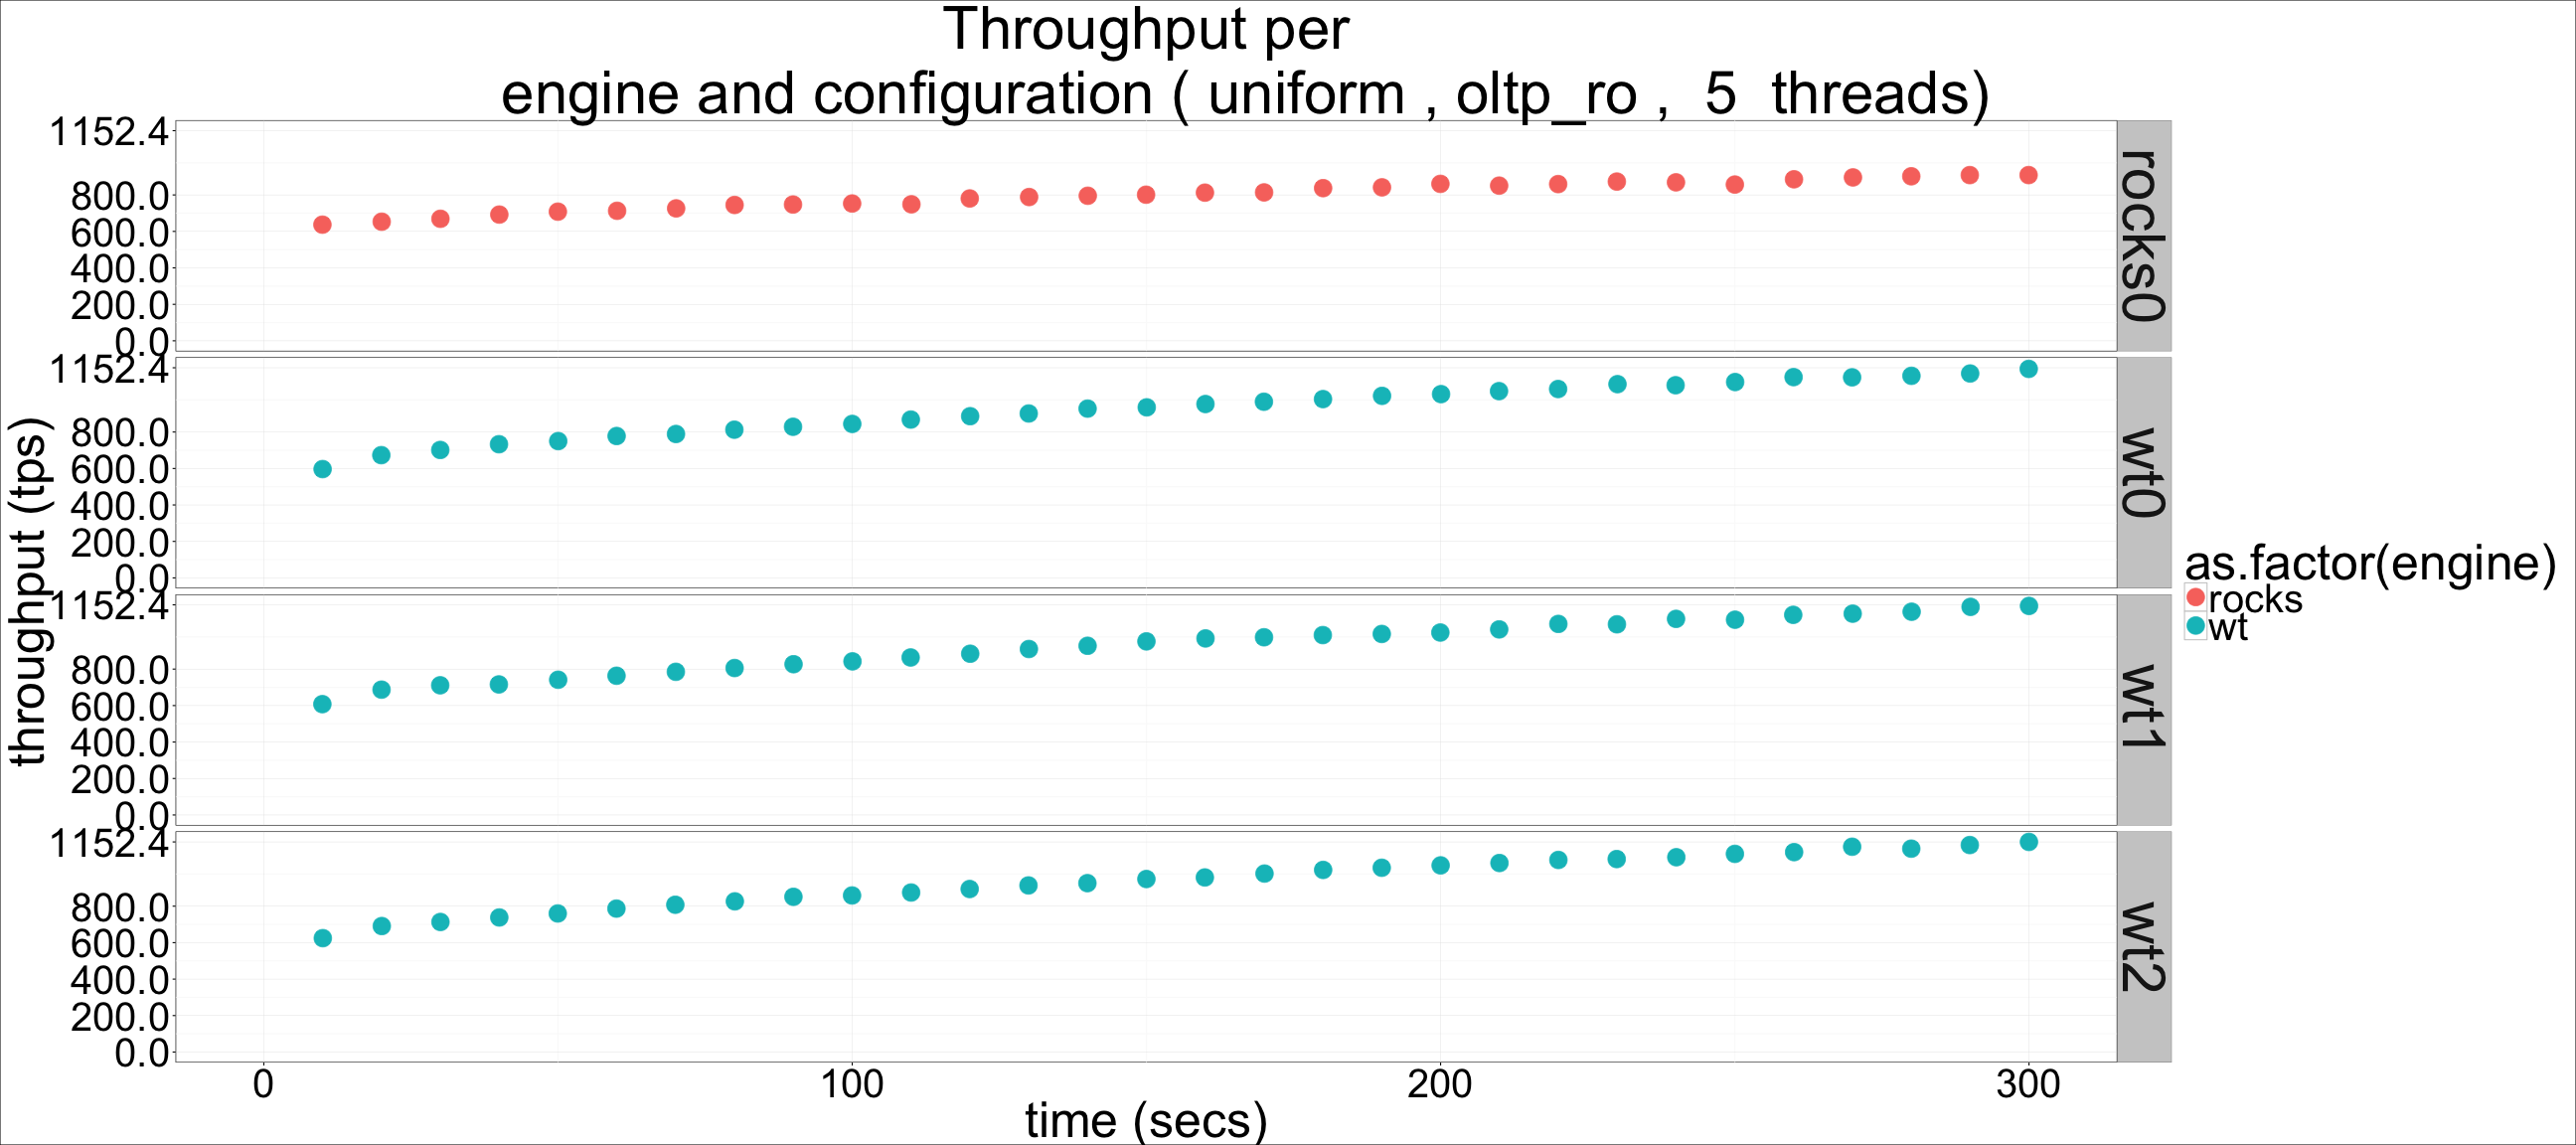 Throughput per
engine and configuration ( uniform , oltp_ro ,  5  threads)
throughput (tps)
1152.4
800.0
600.0
400.0
200.0
0.0
rocks0
1152.4
800.0
600.0
400.0
200.0
0.0
wt0
1152.4
800.0
600.0
400.0
200.0
0.0
wt1
1152.4
800.0
600.0
400.0
200.0
0.0
wt2
0 100 200 300
time (secs)
as.factor(engine)
rocks
wt